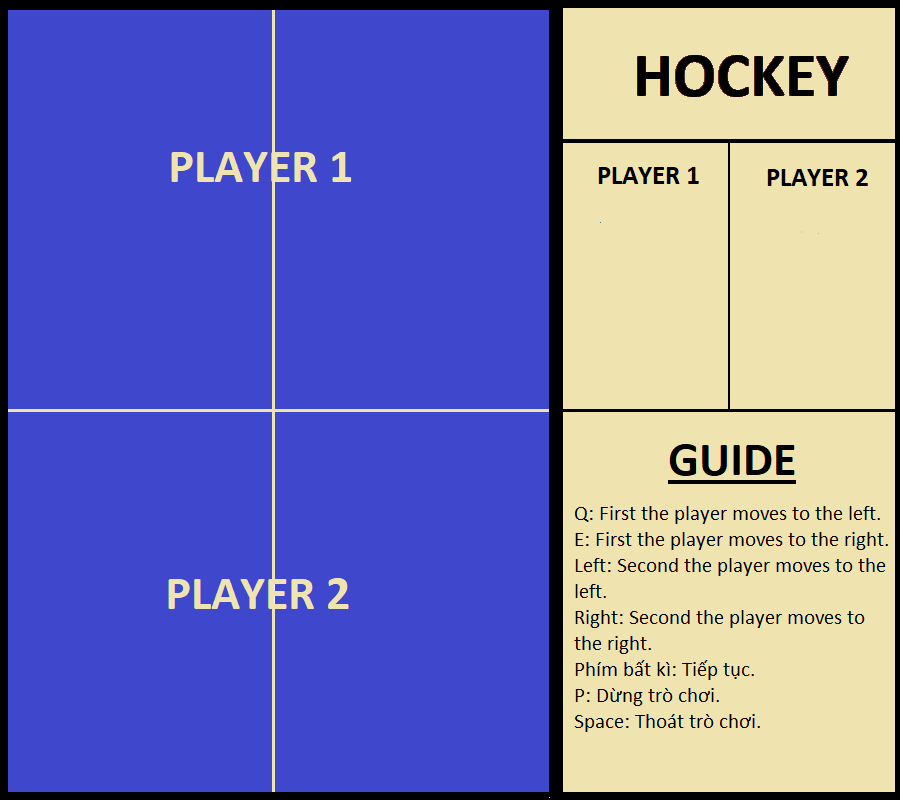 PLAYER 1
PLAYER 2
HOCKEY
PLAYER 1
PLAYER 2
GUIDE
Q: First the player moves to the left.
E: First the player moves to the right.
Left: Second the player moves to the
left.
Right: Second the player moves to
the right.
Phím bất kì: Tiếp tục.
P: Dừng trò chơi.
Space: Thoát trò chơi.